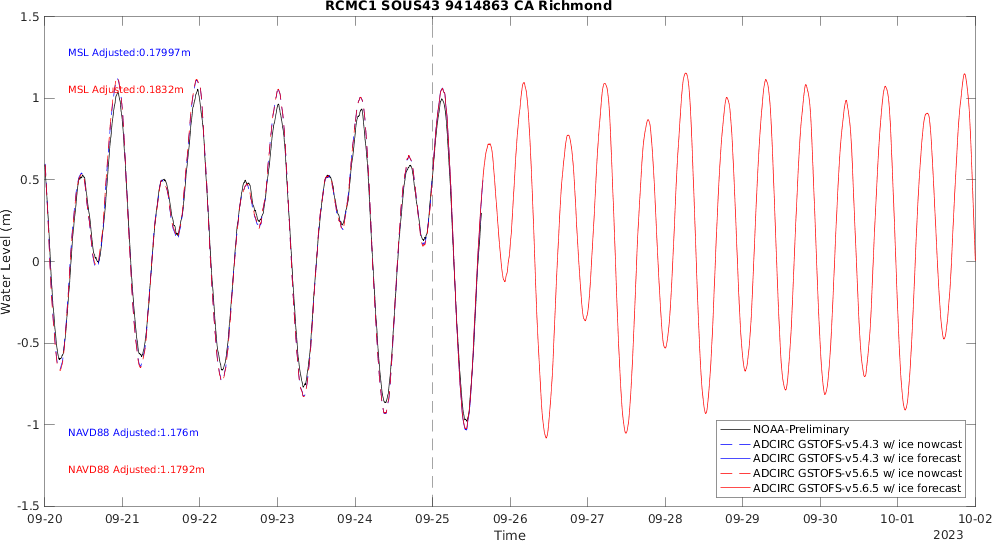 RCMC1 SOUS43 9414863 CA Richmond
1.5
1
0.5
0
-0.5
-1
-1.5
Water Level (m)
MSL Adjusted:0.17997m
MSL Adjusted:0.1832m
NAVD88 Adjusted:1.176m
NAVD88 Adjusted:1.1792m
NOAA-Preliminary
ADCIRC GSTOFS-v5.4.3 w/ ice nowcast
ADCIRC GSTOFS-v5.4.3 w/ ice forecast
ADCIRC GSTOFS-v5.6.5 w/ ice nowcast
ADCIRC GSTOFS-v5.6.5 w/ ice forecast
09-20 09-21 09-22 09-23 09-24 09-25 09-26 09-27 09-28 09-29 09-30 10-01 10-02
Time
2023